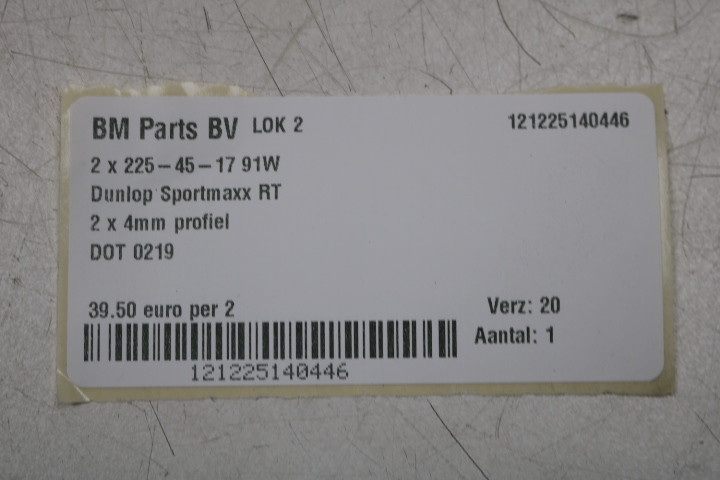 BM Parts BV LOK 2 121225140446
2 x 225-45-17 91W
Dunlop Sportmaxx RT
2 x 4mm profiel
DOT 0219
39.50 euro per 2 Verz: 20
Aantal: 1
121225140446